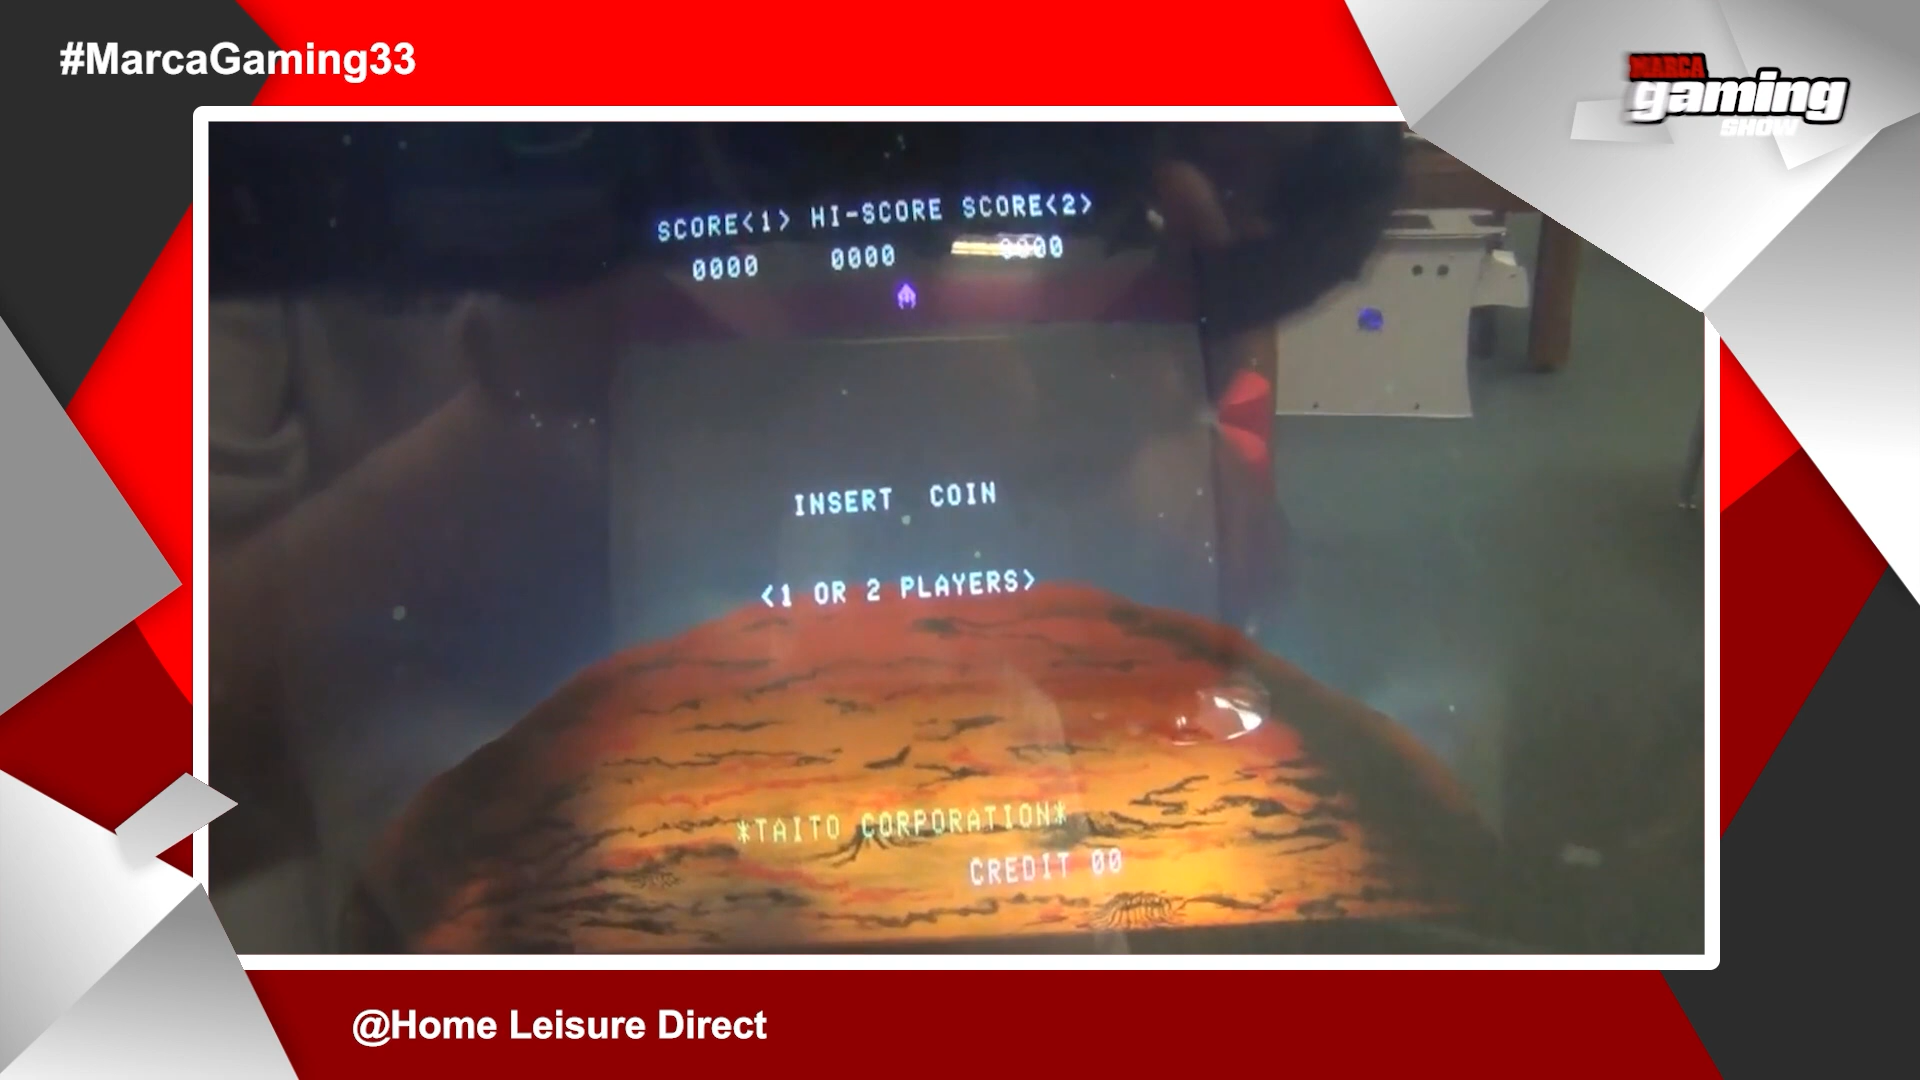 #MarcaGaming33
MARCA
gaming
SHOW
SCORE<1> HI-SCORE SCORE<2>
0000 0000 0000
INSERT COIN
<1 OR 2 PLAYERS>
*TAITO CORPORATION*
CREDIT 00
@Home Leisure Direct